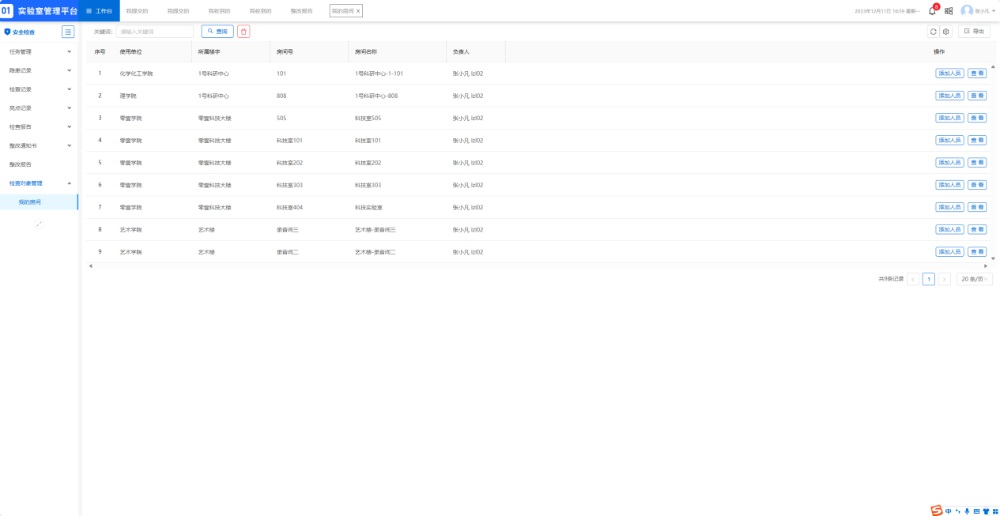 01 实验室管理平台 工作台 我提交的 我提交的 我收到的 我收到的 整改报告 我的房间 × 2023年12月11日 16:59 星期一 8 张小凡
安全检查 关键词: 请输入关键词 查询 导出
任务管理
隐患记录
检查记录
亮点记录
检查报告
整改通知书
整改报告
检查对象管理
我的房间
序号 使用单位 所属楼宇 房间号 房间名称 负责人 操作
1 化学化工学院 1号科研中心 101 1号科研中心-1-101 张小凡 lzl02 添加人员 查看
2 理学院 1号科研中心 808 1号科研中心-808 张小凡 lzl02 添加人员 查看
3 零壹学院 零壹科技大楼 505 科技室505 张小凡 lzl02 添加人员 查看
4 零壹学院 零壹科技大楼 科技室101 科技室101 张小凡 lzl02 添加人员 查看
5 零壹学院 零壹科技大楼 科技室202 科技室202 张小凡 lzl02 添加人员 查看
6 零壹学院 零壹科技大楼 科技室303 科技室303 张小凡 lzl02 添加人员 查看
7 零壹学院 零壹科技大楼 科技室404 科技实验室 张小凡 lzl02 添加人员 查看
8 艺术学院 艺术楼 录音间三 艺术楼-录音间三 张小凡 lzl02 添加人员 查看
9 艺术学院 艺术楼 录音间二 艺术楼-录音间二 张小凡 lzl02 添加人员 查看
共9条记录 < 1 > 20 条/页
中